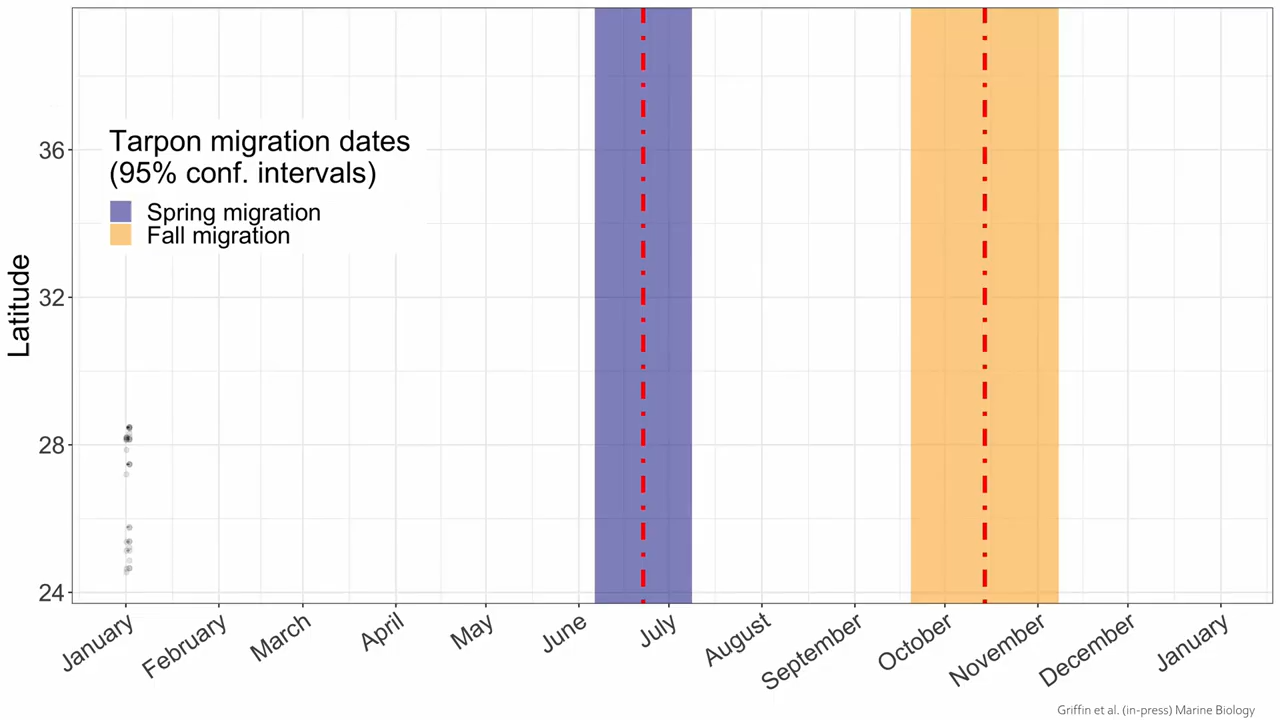 Tarpon migration dates
(95% conf. intervals)
Spring migration
Fall migration
Latitude
36
32
28
24
January
February
March
April
May
June
July
August
September
October
November
December
January
Griffin et al. (in-press) Marine Biology